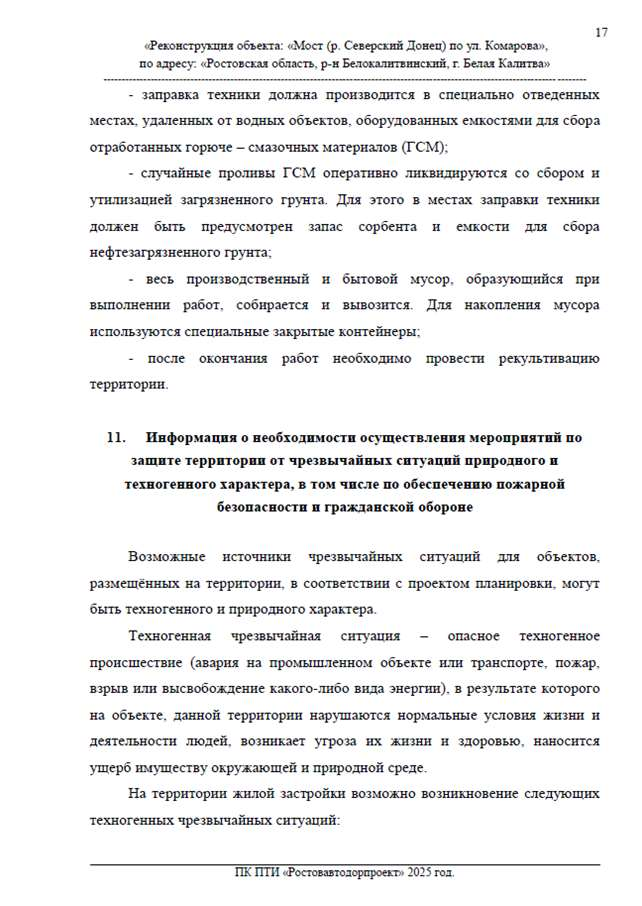 17
«Реконструкция объекта: «Мост (р. Северский Донец) по ул. Комарова»,
по адресу: «Ростовская область, р-н Белокалитвинский, г. Белая Калитва»
- заправка техники должна производится в специально отведенных
местах, удаленных от водных объектов, оборудованных емкостями для сбора
отработанных горюче – смазочных материалов (ГСМ);
- случайные проливы ГСМ оперативно ликвидируются со сбором и
утилизацией загрязненного грунта. Для этого в местах заправки техники
должен быть предусмотрен запас сорбента и емкости для сбора
нефтезагрязненного грунта;
- весь производственный и бытовой мусор, образующийся при
выполнении работ, собирается и вывозится. Для накопления мусора
используются специальные закрытые контейнеры;
- после окончания работ необходимо провести рекультивацию
территории.
11. Информация о необходимости осуществления мероприятий по
защите территории от чрезвычайных ситуаций природного и
техногенного характера, в том числе по обеспечению пожарной
безопасности и гражданской обороне
Возможные источники чрезвычайных ситуаций для объектов,
размещённых на территории, в соответствии с проектом планировки, могут
быть техногенного и природного характера.
Техногенная чрезвычайная ситуация – опасное техногенное
происшествие (авария на промышленном объекте или транспорте, пожар,
взрыв или высвобождение какого-либо вида энергии), в результате которого
на объекте, данной территории нарушаются нормальные условия жизни и
деятельности людей, возникает угроза их жизни и здоровью, наносится
ущерб имуществу окружающей и природной среде.
На территории жилой застройки возможно возникновение следующих
техногенных чрезвычайных ситуаций:
ПК ПТИ «Ростовавтодорпроект» 2025 год.